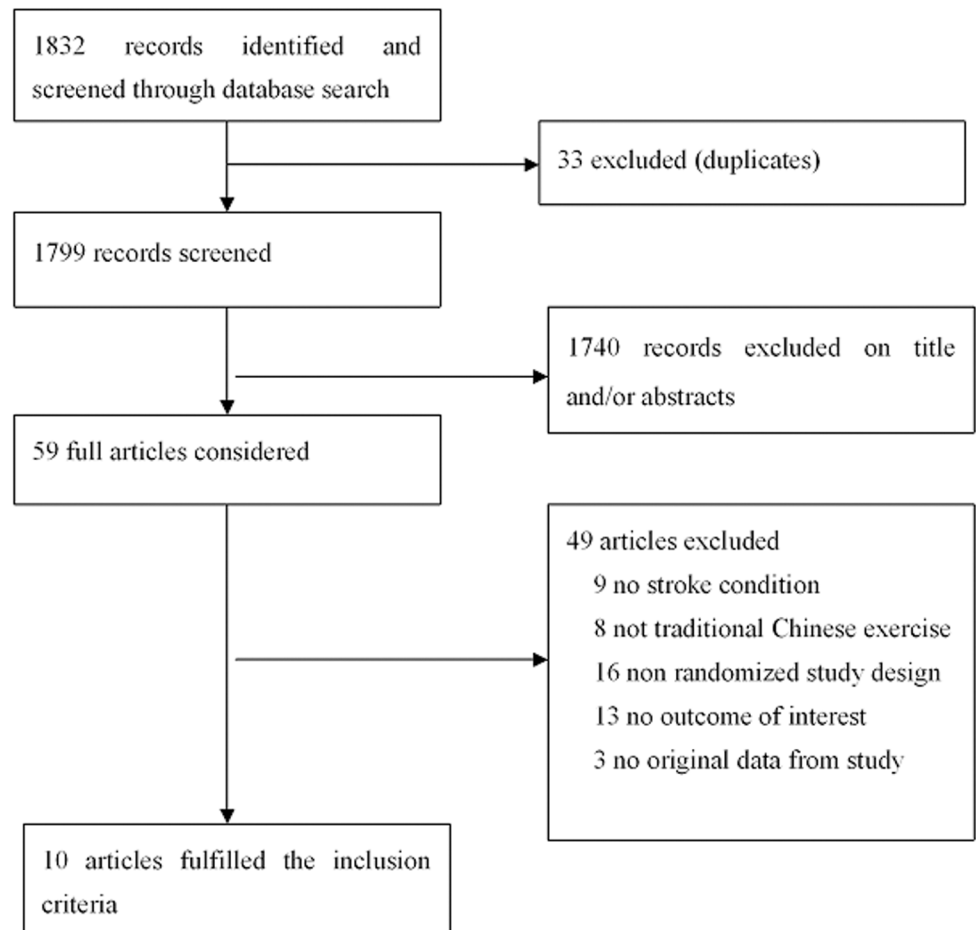 1832 records identified and
screened through database search
33 excluded (duplicates)
1799 records screened
1740 records excluded on title
and/or abstracts
59 full articles considered
49 articles excluded
9 no stroke condition
8 not traditional Chinese exercise
16 non randomized study design
13 no outcome of interest
3 no original data from study
10 articles fulfilled the inclusion
criteria